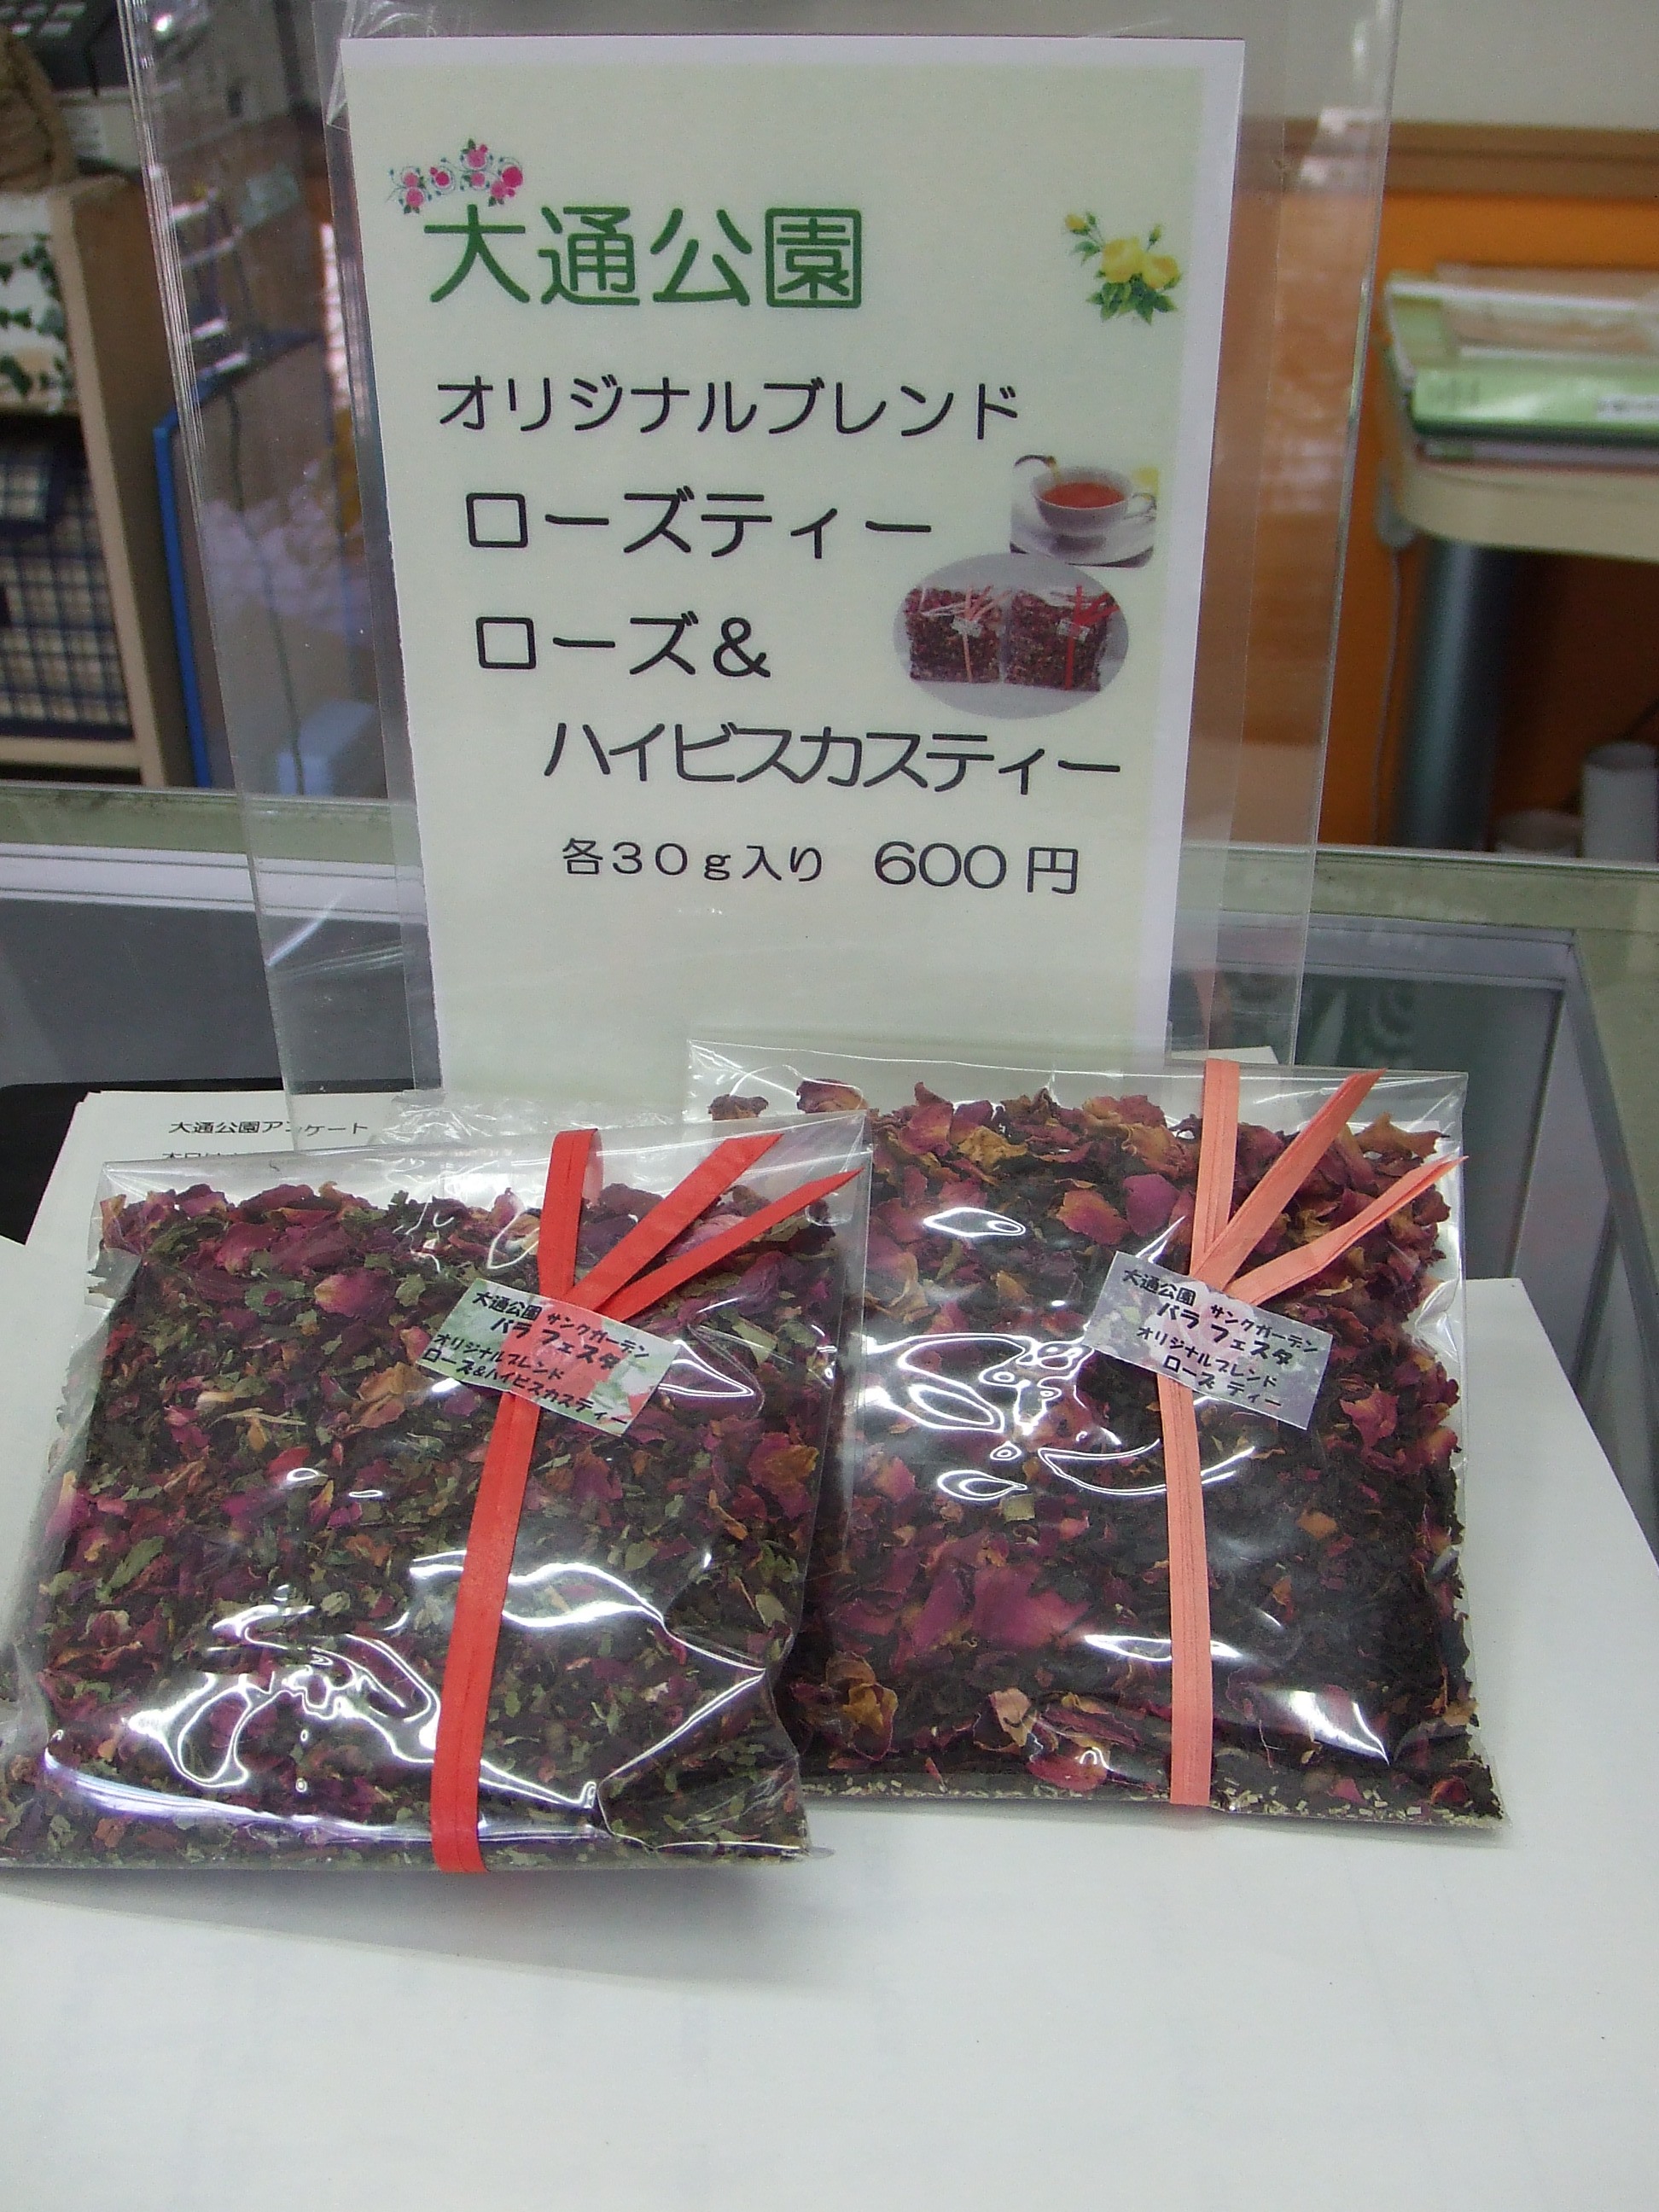 大通公園
オリジナルブレンド
ローズティー
ローズ&
ハイビスカスティー
各30g入り 600円
大通公園アンケート
大通公園 サンクガーデン
バラ フェスタ
オリジナルブレンド
ローズ&ハイビスカスティー
大通公園 サンクガーデン
バラ フェスタ
オリジナルブレンド
ローズ ティー